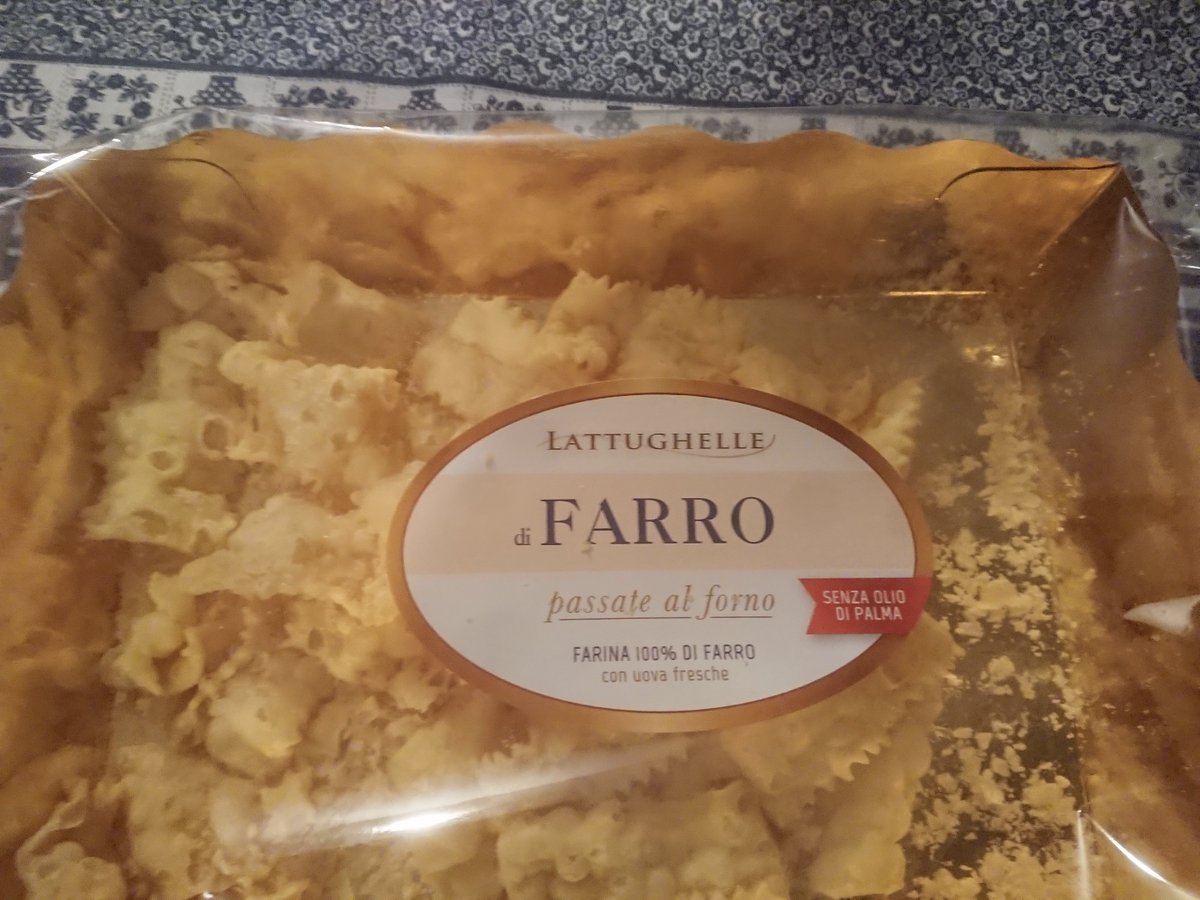 LATTUGHELLE
di FARRO
passate al forno
SENZA OLIO
DI PALMA
FARINA 100% DI FARRO
con uova fresche